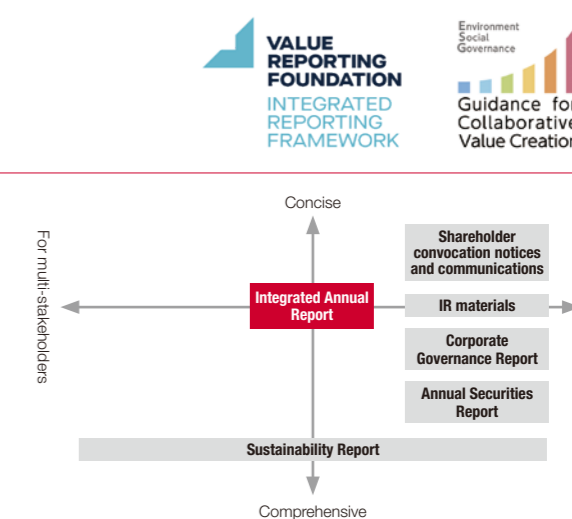 VALUE
REPORTING
FOUNDATION
INTEGRATED
REPORTING
FRAMEWORK
Environment
Social
Governance
Guidance for
Collaborative
Value Creation
Concise
For multi-stakeholders
Shareholder
convocation notices
and communications
Integrated Annual
Report
IR materials
Corporate
Governance Report
Annual Securities
Report
Sustainability Report
Comprehensive